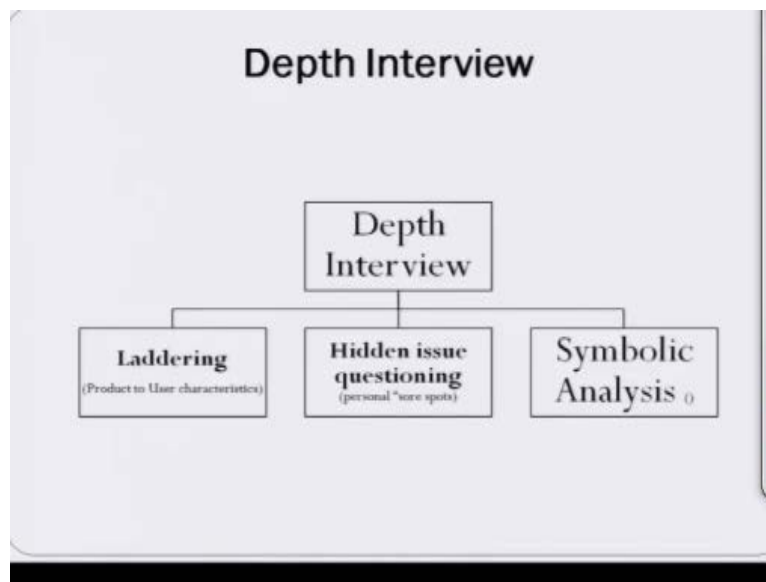 Depth Interview
Depth
Interview
Laddering
(Product to User characteristics)
Hidden issue
questioning
(personal "sore spots)
Symbolic
Analysis ()